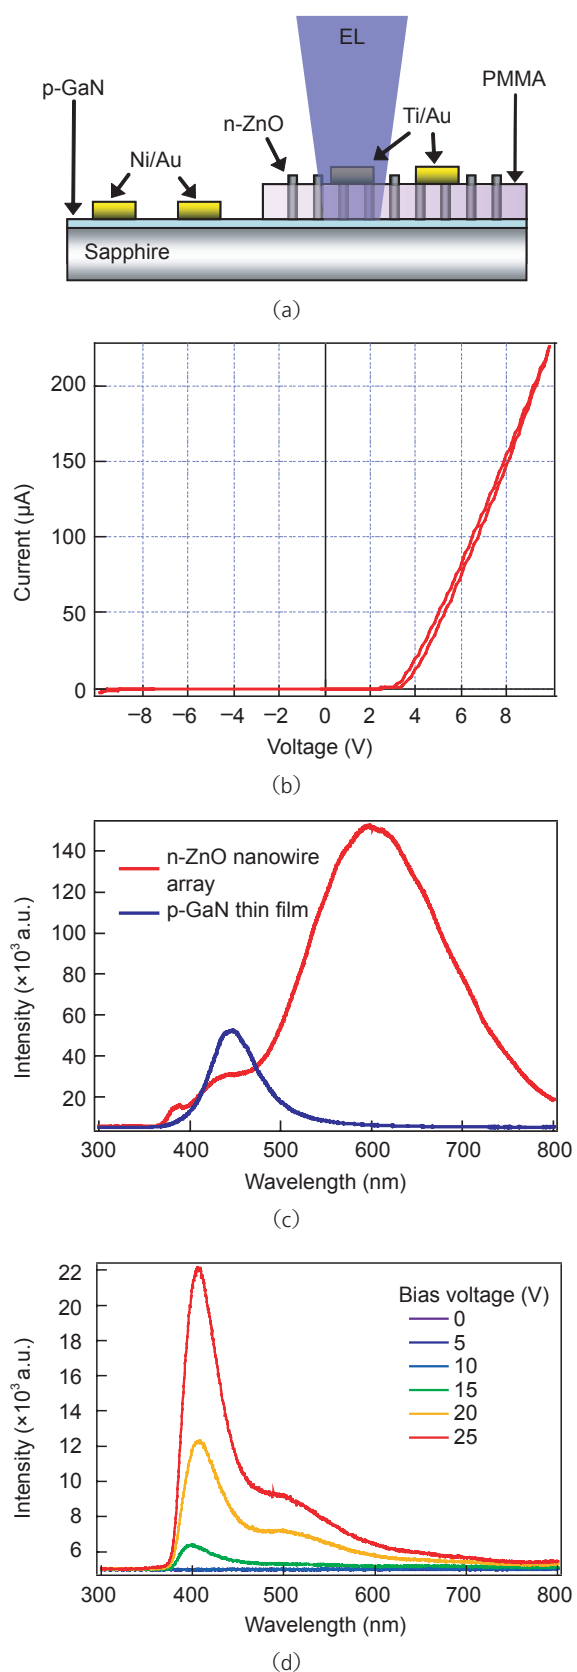 EL
p-GaN
PMMA
n-ZnO
Ti/Au
Ni/Au
Sapphire
(a)
200
150
100
50
0
Current (μA)
−8 −6 −4 −2 0 2 4 6 8
Voltage (V)
(b)
140
120
100
80
60
40
20
Intensity (×10³ a.u.)
n-ZnO nanowire
array
p-GaN thin film
300 400 500 600 700 800
Wavelength (nm)
(c)
22
20
18
16
14
12
10
8
6
Intensity (×10³ a.u.)
Bias voltage (V)
0
5
10
15
20
25
300 400 500 600 700 800
Wavelength (nm)
(d)